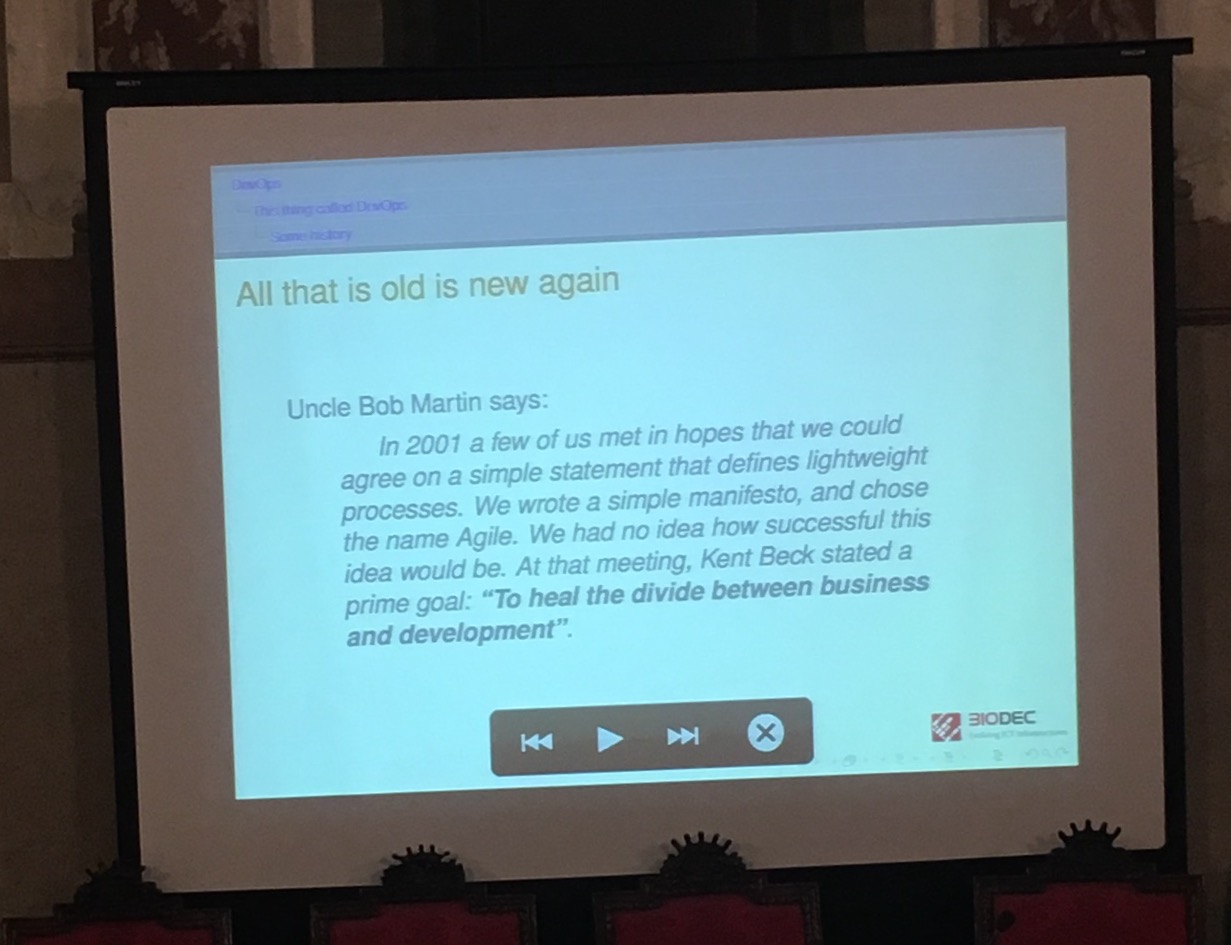 DevOps
This thing called DevOps
Some history
All that is old is new again
Uncle Bob Martin says:
In 2001 a few of us met in hopes that we could
agree on a simple statement that defines lightweight
processes. We wrote a simple manifesto, and chose
the name Agile. We had no idea how successful this
idea would be. At that meeting, Kent Beck stated a
prime goal: “To heal the divide between business
and development”.
BIODEC